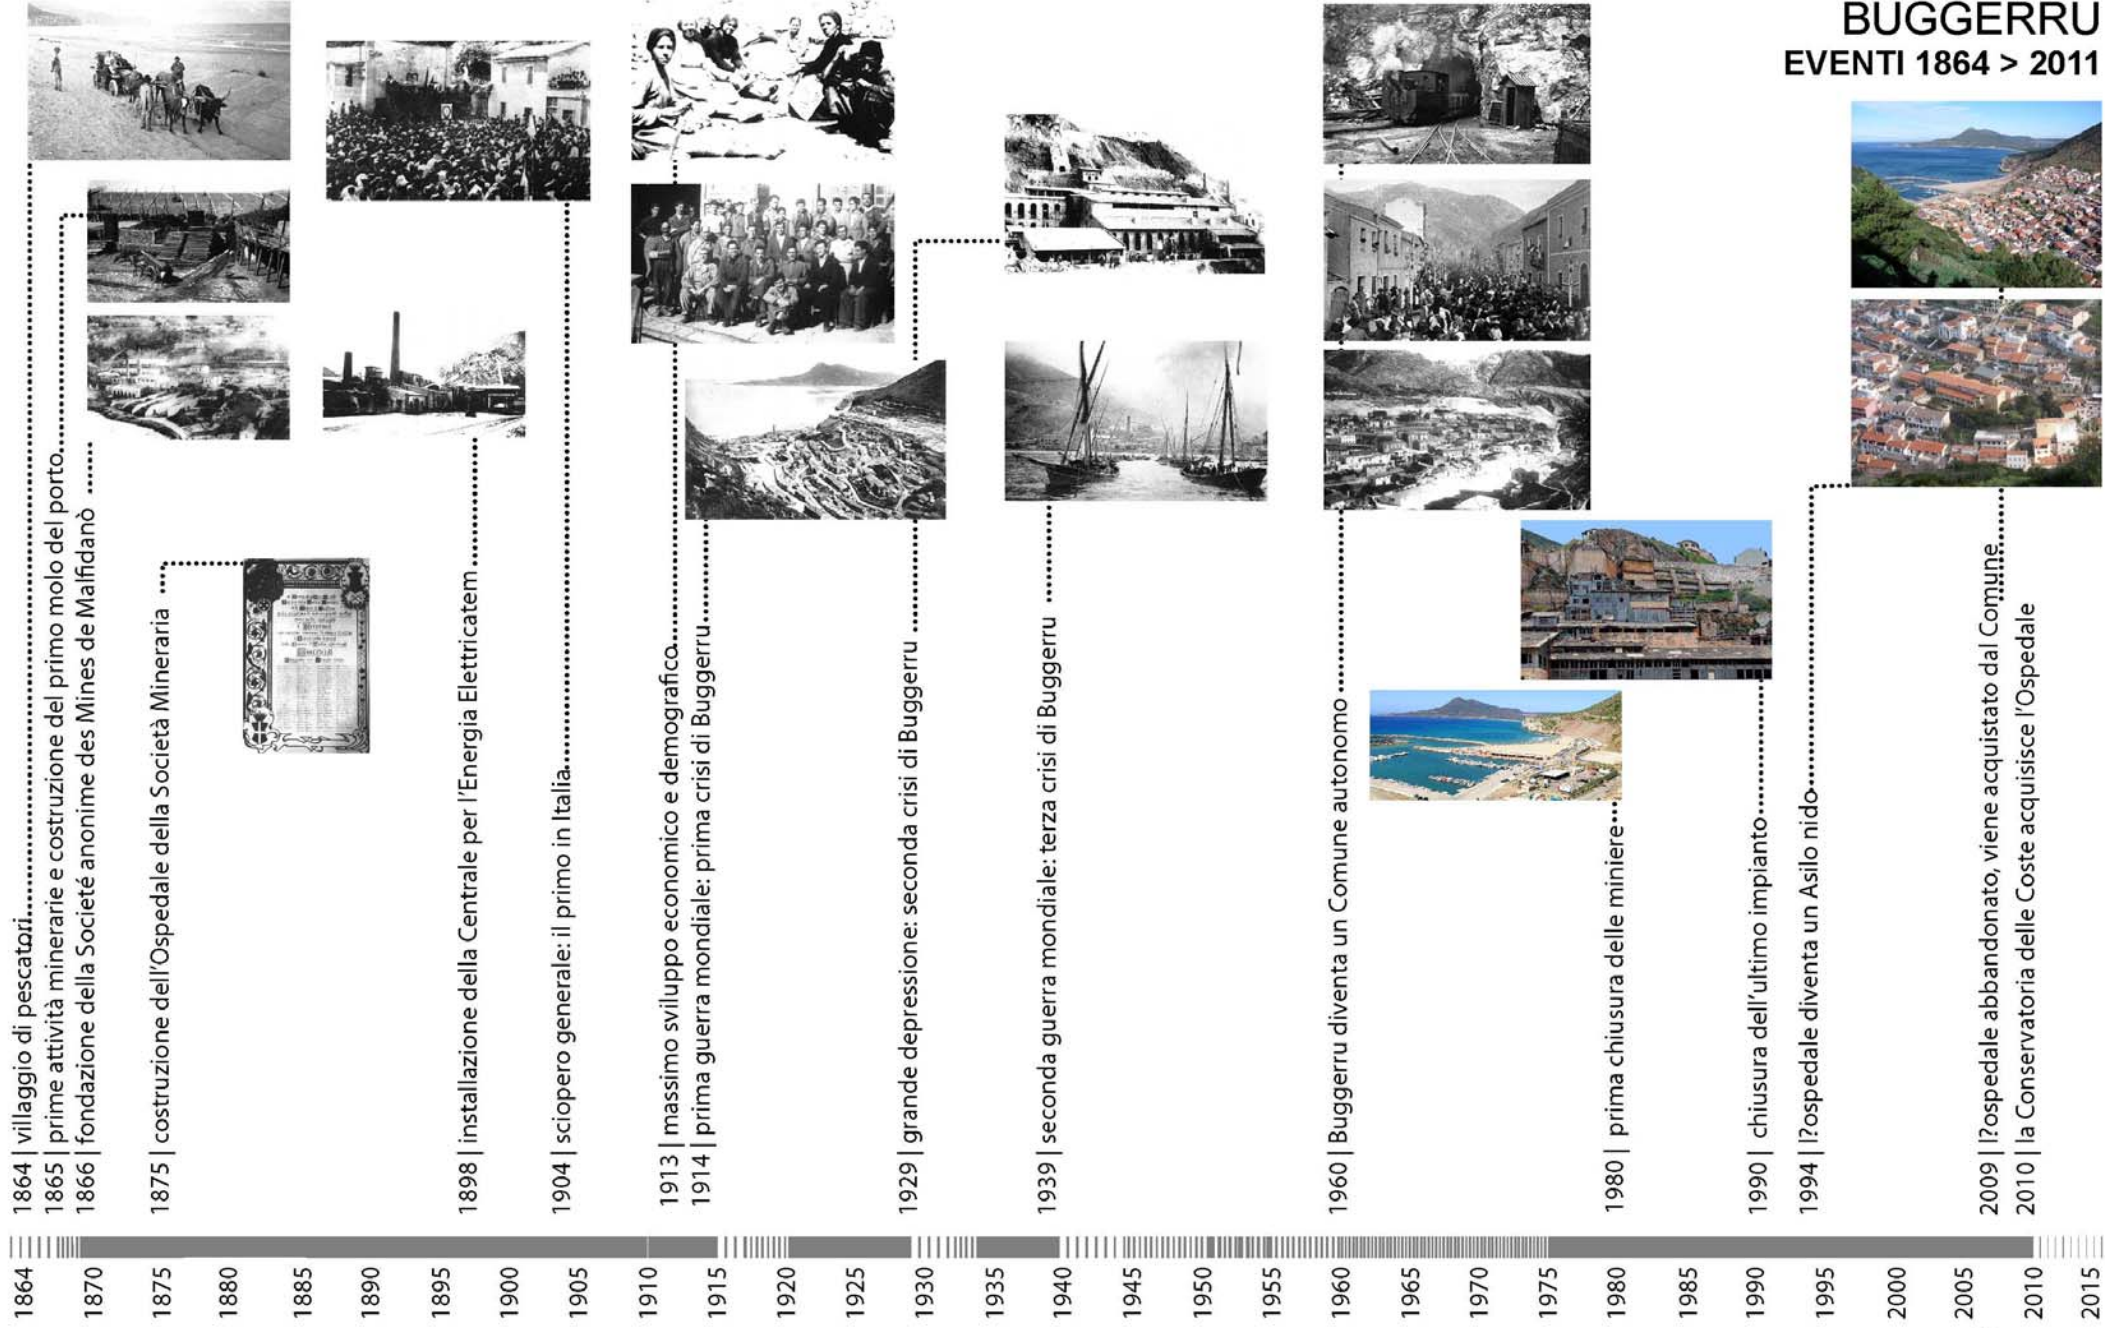 BUGGERRU
EVENTI 1864 > 2011
1864 | villaggio di pescatori
1865 | prime attività minerarie e costruzione del primo molo del porto
1866 | fondazione della Societé anonime des Mines de Malfidanò
1875 | costruzione dell'Ospedale della Società Mineraria
1898 | installazione della Centrale per l'Energia Elettricatem
1904 | sciopero generale: il primo in Italia
1913 | massimo sviluppo economico e demografico
1914 | prima guerra mondiale: prima crisi di Buggerru
1929 | grande depressione: seconda crisi di Buggerru
1939 | seconda guerra mondiale: terza crisi di Buggerru
1960 | Buggerru diventa un Comune autonomo
1980 | prima chiusura delle miniere
1990 | chiusura dell'ultimo impianto
1994 | l?ospedale diventa un Asilo nido
2009 | l?ospedale abbandonato, viene acquistato dal Comune
2010 | la Conservatoria delle Coste acquisisce l'Ospedale
1864
1870
1875
1880
1885
1890
1895
1900
1905
1910
1915
1920
1925
1930
1935
1940
1945
1950
1955
1960
1965
1970
1975
1980
1985
1990
1995
2000
2005
2010
2015